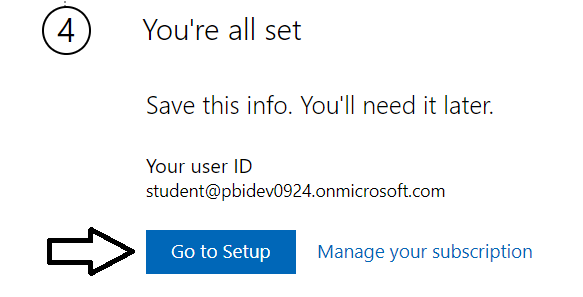 4 You're all set
Save this info. You'll need it later.
Your user ID
student@pbidev0924.onmicrosoft.com
Go to Setup Manage your subscription